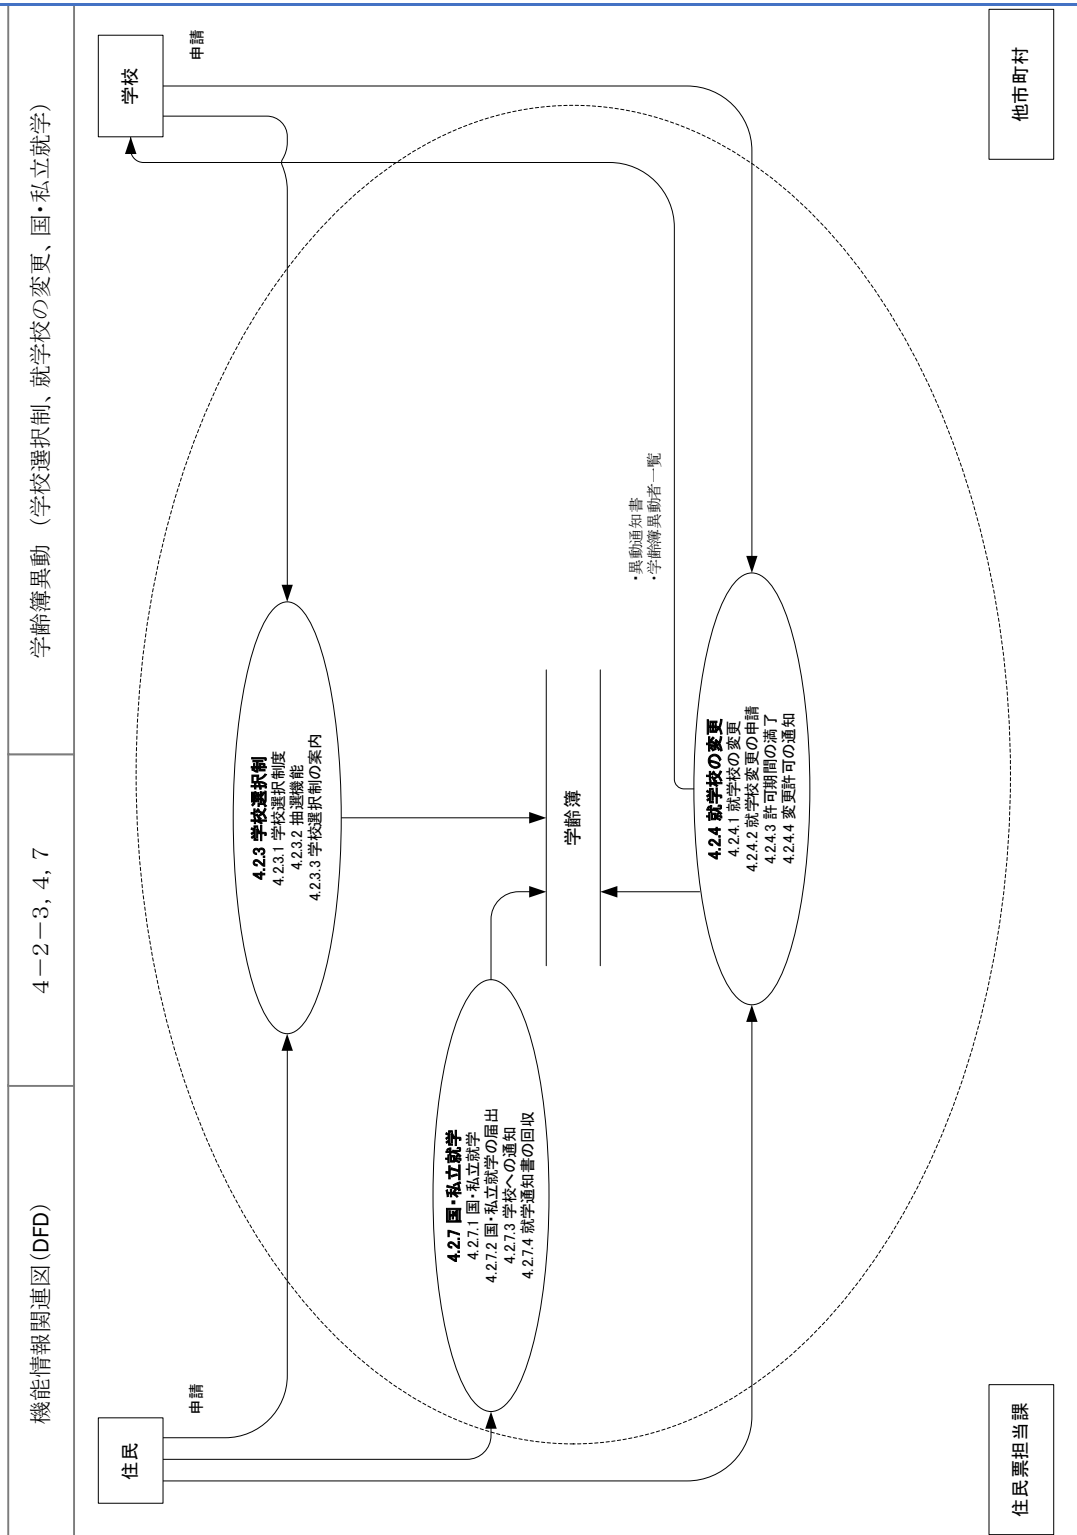 機能情報関連図(DFD)
4-2-3, 4, 7
学齢簿異動（学校選択制、就学校の変更、国・私立就学）
住民
申請
学校
申請
4.2.3 学校選択制
4.2.3.1 学校選択制度
4.2.3.2 抽選機能
4.2.3.3 学校選択制の案内
4.2.7 国・私立就学
4.2.7.1 国・私立就学
4.2.7.2 国・私立就学の届出
4.2.7.3 学校への通知
4.2.7.4 就学通知書の回収
学齢簿
・異動通知書
・学齢簿異動者一覧
4.2.4 就学校の変更
4.2.4.1 就学校の変更
4.2.4.2 就学校変更の申請
4.2.4.3 許可期間の満了
4.2.4.4 変更許可の通知
住民票担当課
他市町村